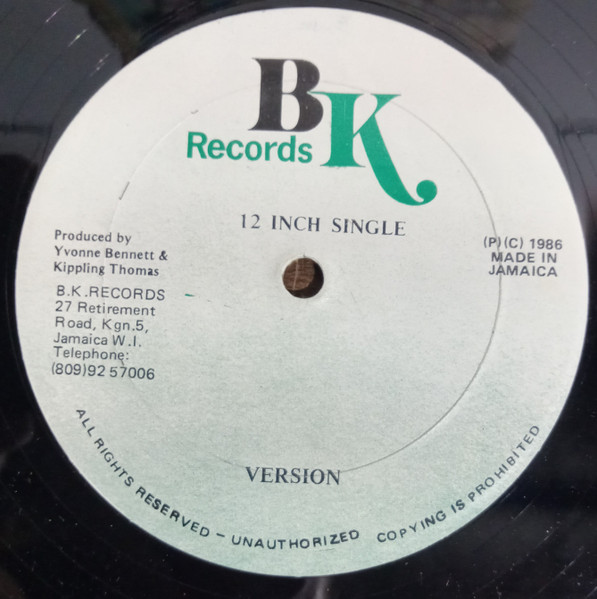 BK
Records
12 INCH SINGLE
Produced by
Yvonne Bennett &
Kippling Thomas
B.K.RECORDS
27 Retirement
Road, Kgn.5,
Jamaica W.I.
Telephone:
(809)92 57006
(P)(C) 1986
MADE IN
JAMAICA
VERSION
ALL RIGHTS RESERVED – UNAUTHORIZED COPYING IS PROHIBITED